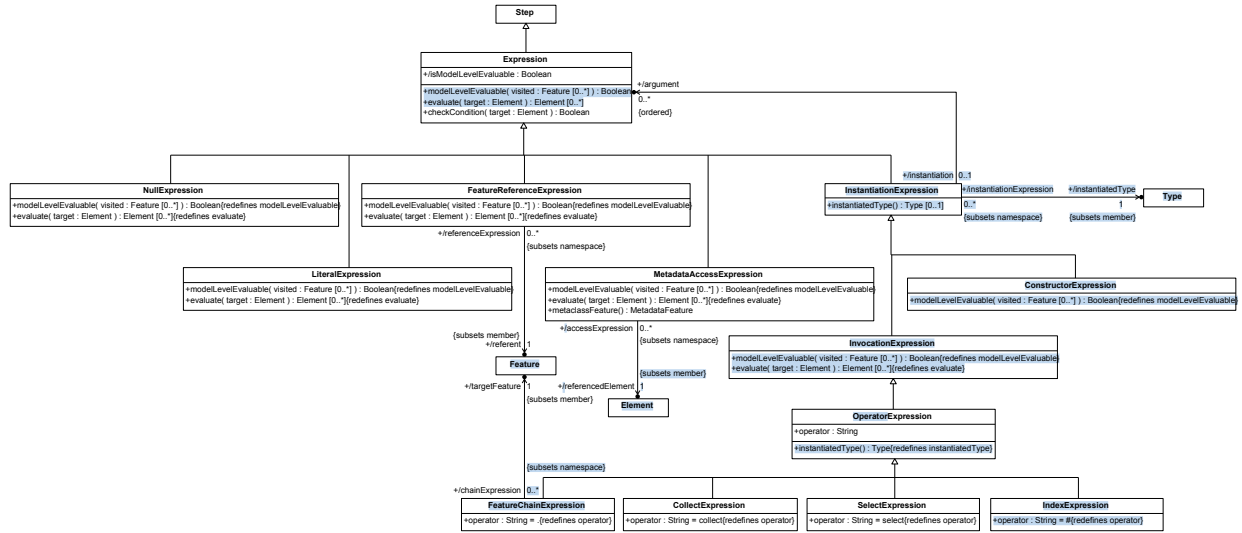 Step
Expression
+/isModelLevelEvaluable : Boolean
+modelLevelEvaluable( visited : Feature [0..*] ) : Boolean
+evaluate( target : Element ) : Element [0..*]
+checkCondition( target : Element ) : Boolean
+/argument
0..*
{ordered}
NullExpression
+modelLevelEvaluable( visited : Feature [0..*] ) : Boolean{redefines modelLevelEvaluable}
+evaluate( target : Element ) : Element [0..*]{redefines evaluate}
FeatureReferenceExpression
+modelLevelEvaluable( visited : Feature [0..*] ) : Boolean{redefines modelLevelEvaluable}
+evaluate( target : Element ) : Element [0..*]{redefines evaluate}
+/instantiation 0..1
InstantiationExpression
+instantiatedType() : Type [0..1]
+/instantiationExpression
0..*
{subsets namespace}
+/instantiatedType
1
{subsets member}
Type
+/referenceExpression 0..*
{subsets namespace}
LiteralExpression
+modelLevelEvaluable( visited : Feature [0..*] ) : Boolean{redefines modelLevelEvaluable}
+evaluate( target : Element ) : Element [0..*]{redefines evaluate}
MetadataAccessExpression
+modelLevelEvaluable( visited : Feature [0..*] ) : Boolean{redefines modelLevelEvaluable}
+evaluate( target : Element ) : Element [0..*]{redefines evaluate}
+metaclassFeature() : MetadataFeature
ConstructorExpression
+modelLevelEvaluable( visited : Feature [0..*] ) : Boolean{redefines modelLevelEvaluable}
{subsets member}
+/referent 1
Feature
+/targetFeature 1
{subsets member}
+/accessExpression 0..*
{subsets namespace}
{subsets member}
+/referencedElement 1
Element
InvocationExpression
+modelLevelEvaluable( visited : Feature [0..*] ) : Boolean{redefines modelLevelEvaluable}
+evaluate( target : Element ) : Element [0..*]{redefines evaluate}
OperatorExpression
+operator : String
+instantiatedType() : Type{redefines instantiatedType}
{subsets namespace}
+/chainExpression 0..*
FeatureChainExpression
+operator : String = .{redefines operator}
CollectExpression
+operator : String = collect{redefines operator}
SelectExpression
+operator : String = select{redefines operator}
IndexExpression
+operator : String = #{redefines operator}